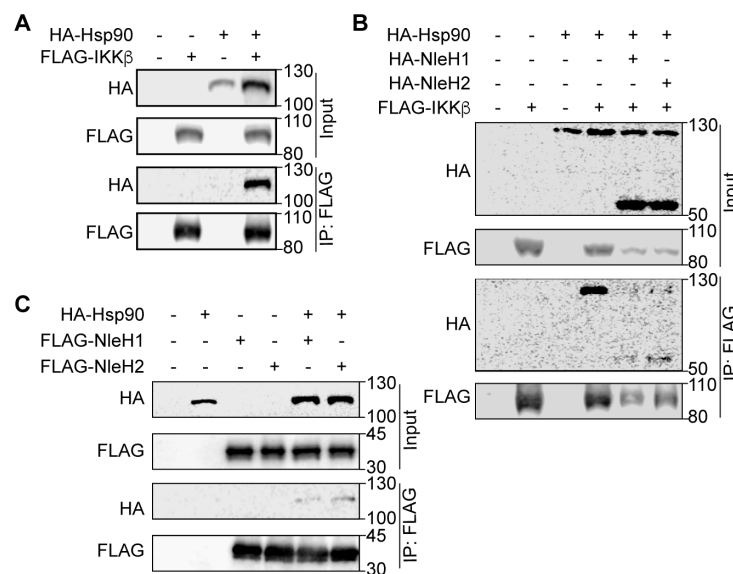 A
HA-Hsp90 - - + +
FLAG-IKKβ - + - +
HA 130 100
FLAG 110 80
Input
HA 130 100
FLAG 110 80
IP: FLAG
B
HA-Hsp90 - - + + + +
HA-NleH1 - - - - + -
HA-NleH2 - - - - - +
FLAG-IKKβ - + - + + +
HA 130 50
FLAG 110 80
Input
HA 130 50
FLAG 110 80
IP: FLAG
C
HA-Hsp90 - + - - + +
FLAG-NleH1 - - + - + -
FLAG-NleH2 - - - + - +
HA 130 100
FLAG 45 30
Input
HA 130 100
FLAG 45 30
IP: FLAG